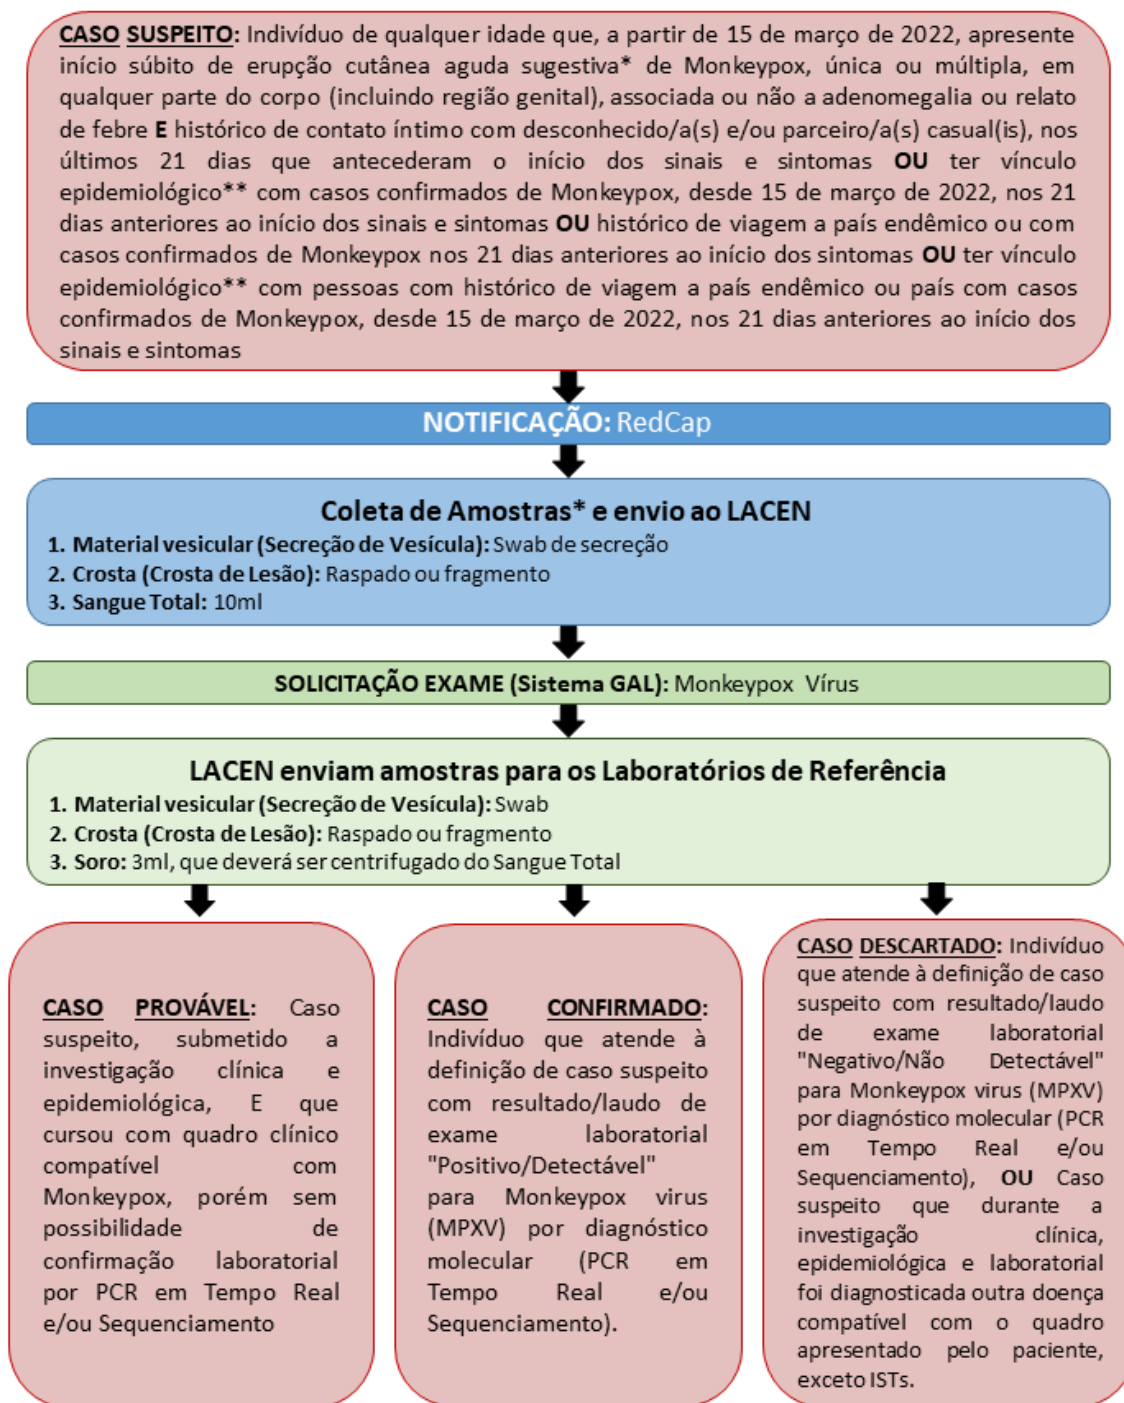 CASO SUSPEITO: Indivíduo de qualquer idade que, a partir de 15 de março de 2022, apresente
início súbito de erupção cutânea aguda sugestiva* de Monkeypox, única ou múltipla, em
qualquer parte do corpo (incluindo região genital), associada ou não a adenomegalia ou relato
de febre E histórico de contato íntimo com desconhecido/a(s) e/ou parceiro/a(s) casual(is), nos
últimos 21 dias que antecederam o início dos sinais e sintomas OU ter vínculo
epidemiológico** com casos confirmados de Monkeypox, desde 15 de março de 2022, nos 21
dias anteriores ao início dos sinais e sintomas OU histórico de viagem a país endêmico ou com
casos confirmados de Monkeypox nos 21 dias anteriores ao início dos sintomas OU ter vínculo
epidemiológico** com pessoas com histórico de viagem a país endêmico ou país com casos
confirmados de Monkeypox, desde 15 de março de 2022, nos 21 dias anteriores ao início dos
sinais e sintomas
NOTIFICAÇÃO: RedCap
Coleta de Amostras* e envio ao LACEN
1. Material vesicular (Secreção de Vesícula): Swab de secreção
2. Crosta (Crosta de Lesão): Raspado ou fragmento
3. Sangue Total: 10ml
SOLICITAÇÃO EXAME (Sistema GAL): Monkeypox Vírus
LACEN enviam amostras para os Laboratórios de Referência
1. Material vesicular (Secreção de Vesícula): Swab
2. Crosta (Crosta de Lesão): Raspado ou fragmento
3. Soro: 3ml, que deverá ser centrifugado do Sangue Total
CASO PROVÁVEL: Caso
suspeito, submetido a
investigação clínica e
epidemiológica, E que
cursou com quadro clínico
compatível com
Monkeypox, porém sem
possibilidade de
confirmação laboratorial
por PCR em Tempo Real
e/ou Sequenciamento
CASO CONFIRMADO:
Indivíduo que atende à
definição de caso suspeito
com resultado/laudo de
exame laboratorial
"Positivo/Detectável"
para Monkeypox virus
(MPXV) por diagnóstico
molecular (PCR em
Tempo Real e/ou
Sequenciamento).
CASO DESCARTADO: Indivíduo
que atende à definição de caso
suspeito com resultado/laudo
de exame laboratorial
"Negativo/Não Detectável"
para Monkeypox virus (MPXV)
por diagnóstico molecular (PCR
em Tempo Real e/ou
Sequenciamento), OU Caso
suspeito que durante a
investigação clínica,
epidemiológica e laboratorial
foi diagnosticada outra doença
compatível com o quadro
apresentado pelo paciente,
exceto ISTs.